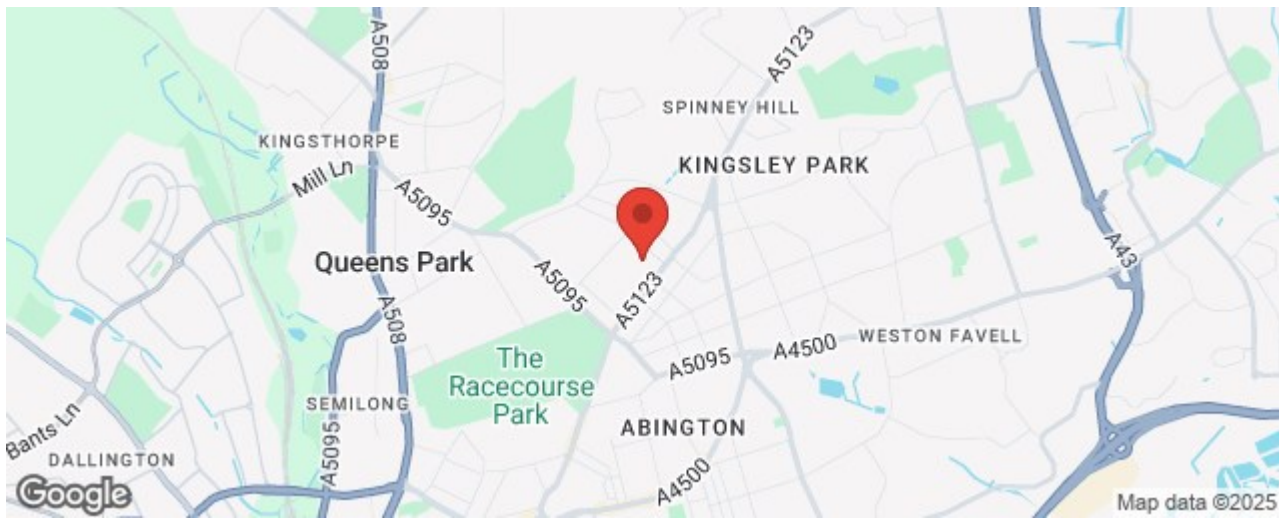 A508
A5123
SPINNEY HILL
KINGSTHORPE
KINGSLEY PARK
Mill Ln
A5095
Queens Park
A5095
A5123
A43
A508
The
Racecourse
Park
A5095
A4500
WESTON FAVELL
SEMILONG
ABINGTON
Bants Ln
A5095
DALLINGTON
A4500
Google
Map data ©2025